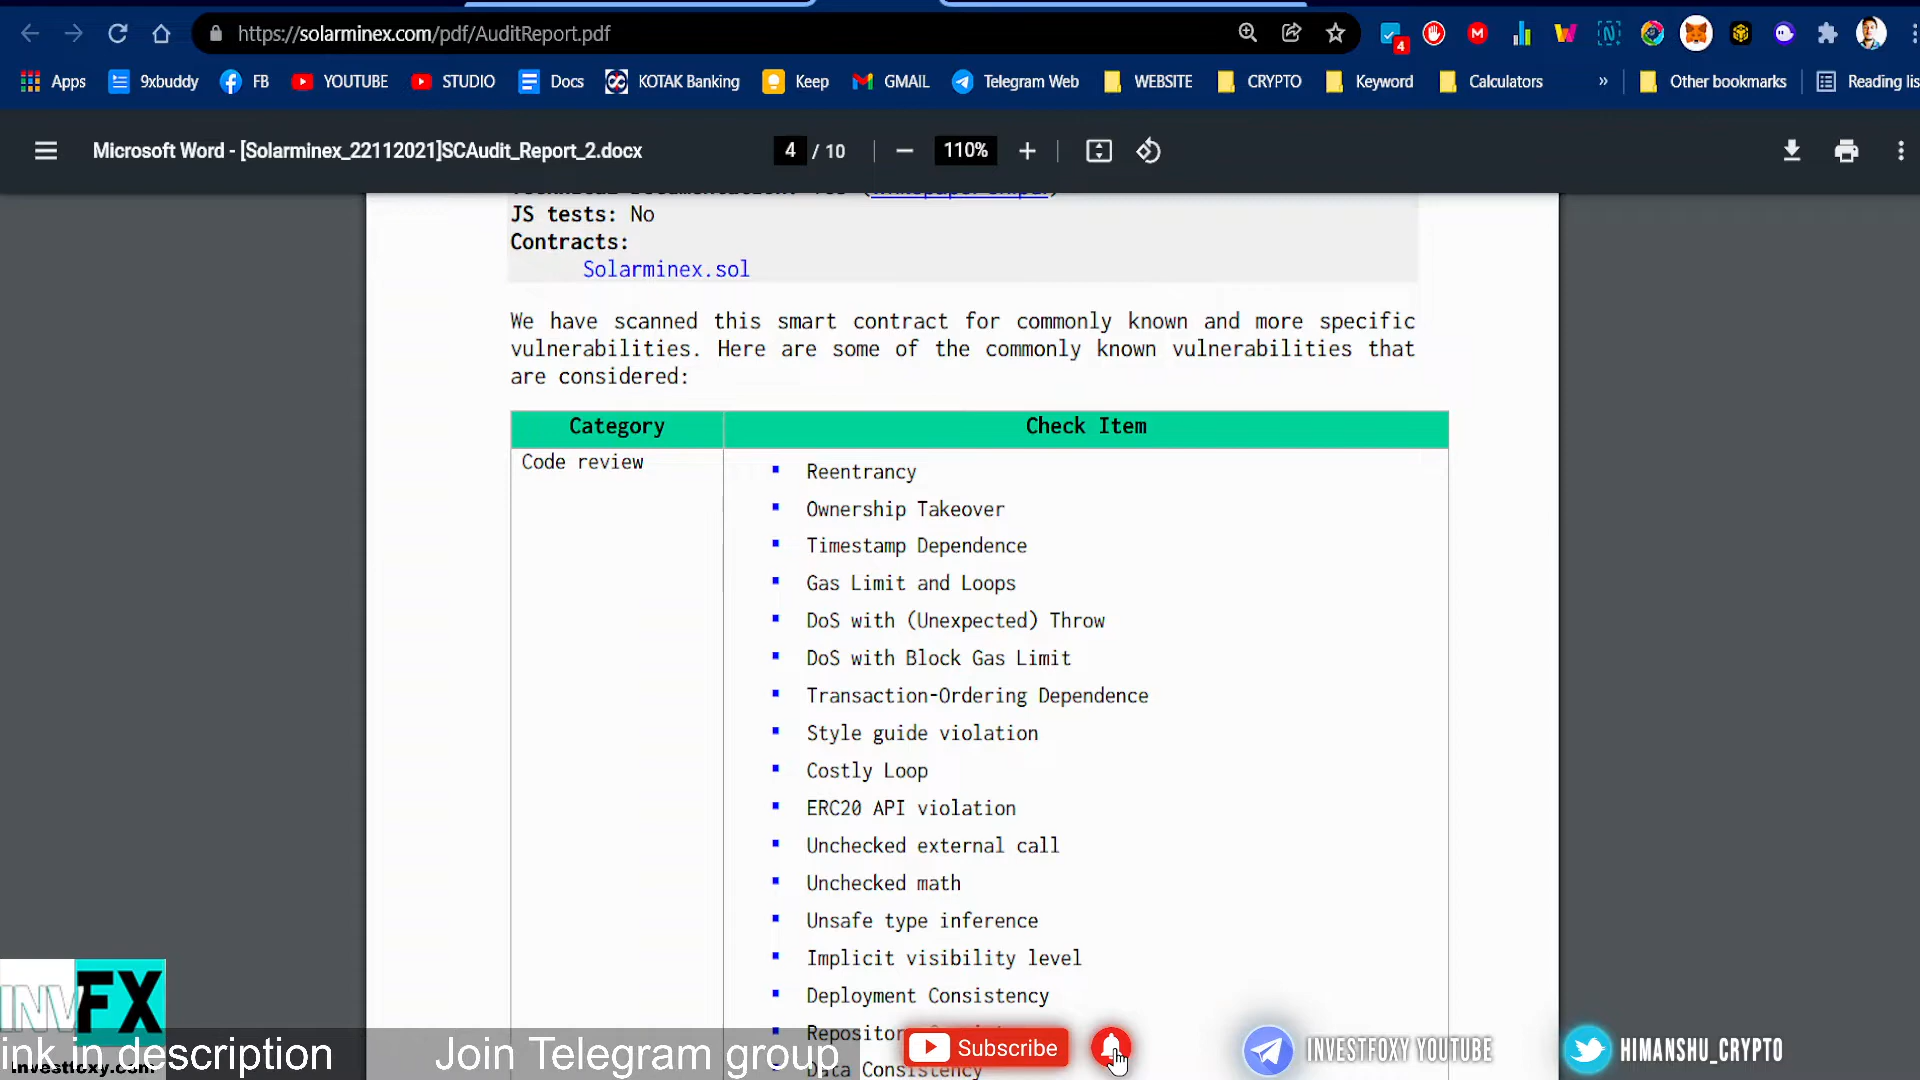 https://solarminex.com/pdf/AuditReport.pdf
4
Apps 9xbuddy FB YOUTUBE STUDIO Docs KOTAK Banking Keep GMAIL Telegram Web WEBSITE CRYPTO Keyword Calculators » Other bookmarks Reading lis
Microsoft Word - [Solarminex_22112021]SCAudit_Report_2.docx 4 / 10 110%
JS tests: No
Contracts:
Solarminex.sol
We have scanned this smart contract for commonly known and more specific
vulnerabilities. Here are some of the commonly known vulnerabilities that
are considered:
Category Check Item
Code review
Reentrancy
Ownership Takeover
Timestamp Dependence
Gas Limit and Loops
DoS with (Unexpected) Throw
DoS with Block Gas Limit
Transaction-Ordering Dependence
Style guide violation
Costly Loop
ERC20 API violation
Unchecked external call
Unchecked math
Unsafe type inference
Implicit visibility level
Deployment Consistency
Data Consistency
INVFX
investfoxy.com
ink in description Join Telegram group
Subscribe
INVESTFOXY YOUTUBE
HIMANSHU_CRYPTO